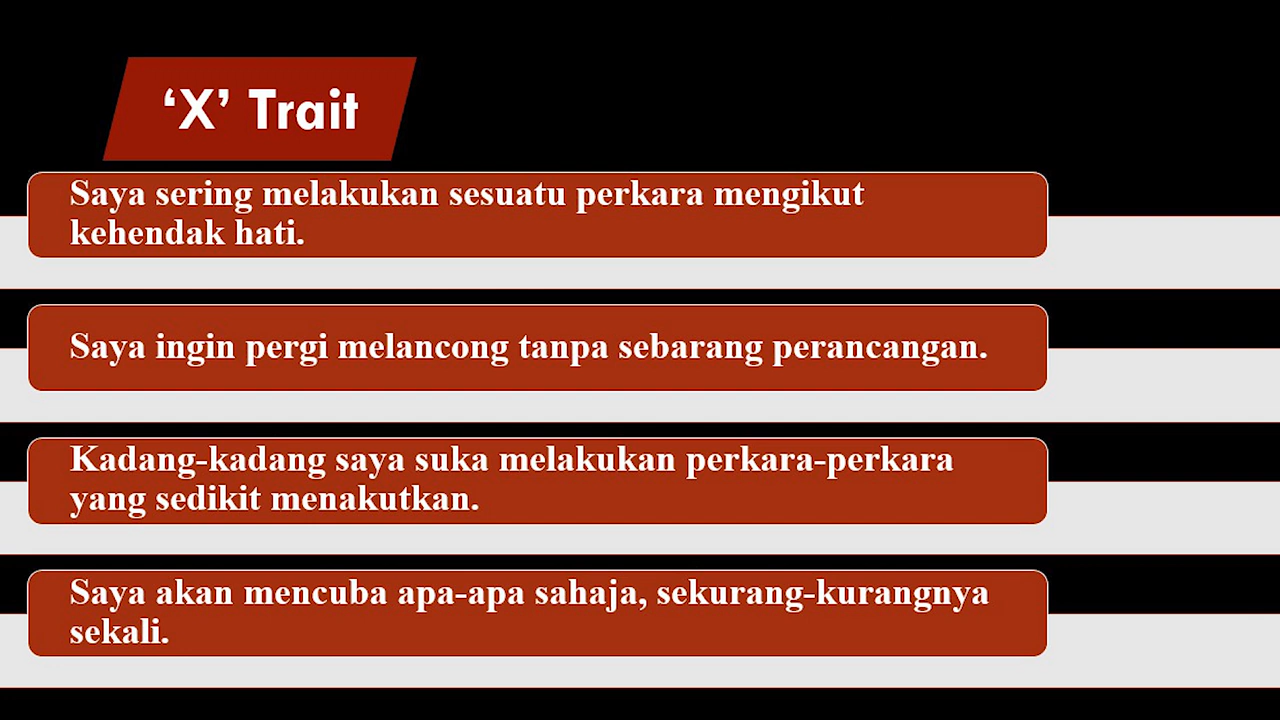 ‘X’ Trait
Saya sering melakukan sesuatu perkara mengikut
kehendak hati.
Saya ingin pergi melancong tanpa sebarang perancangan.
Kadang-kadang saya suka melakukan perkara-perkara
yang sedikit menakutkan.
Saya akan mencuba apa-apa sahaja, sekurang-kurangnya
sekali.